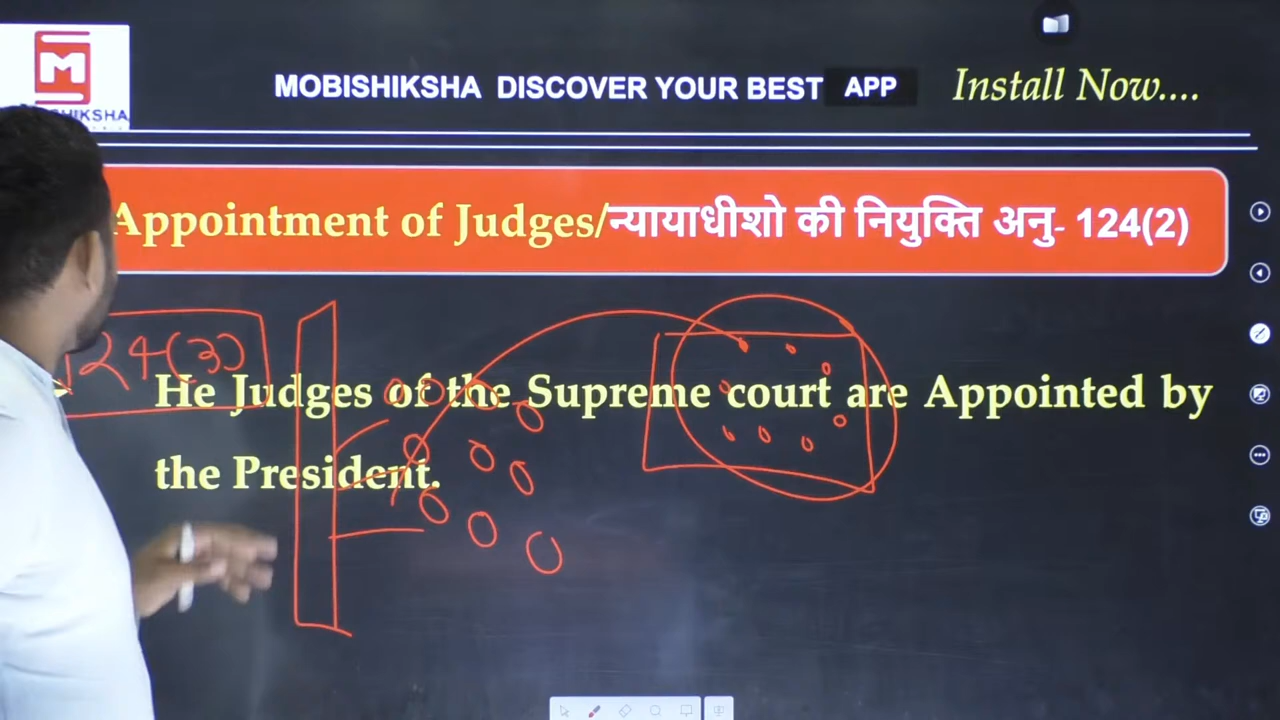 MOBISHIKSHA DISCOVER YOUR BEST APP Install Now....
HIKSHA
Appointment of Judges/न्यायाधीशो की नियुक्ति अनु- 124(2)
124(3)
He Judges of the Supreme court are Appointed by
the President.